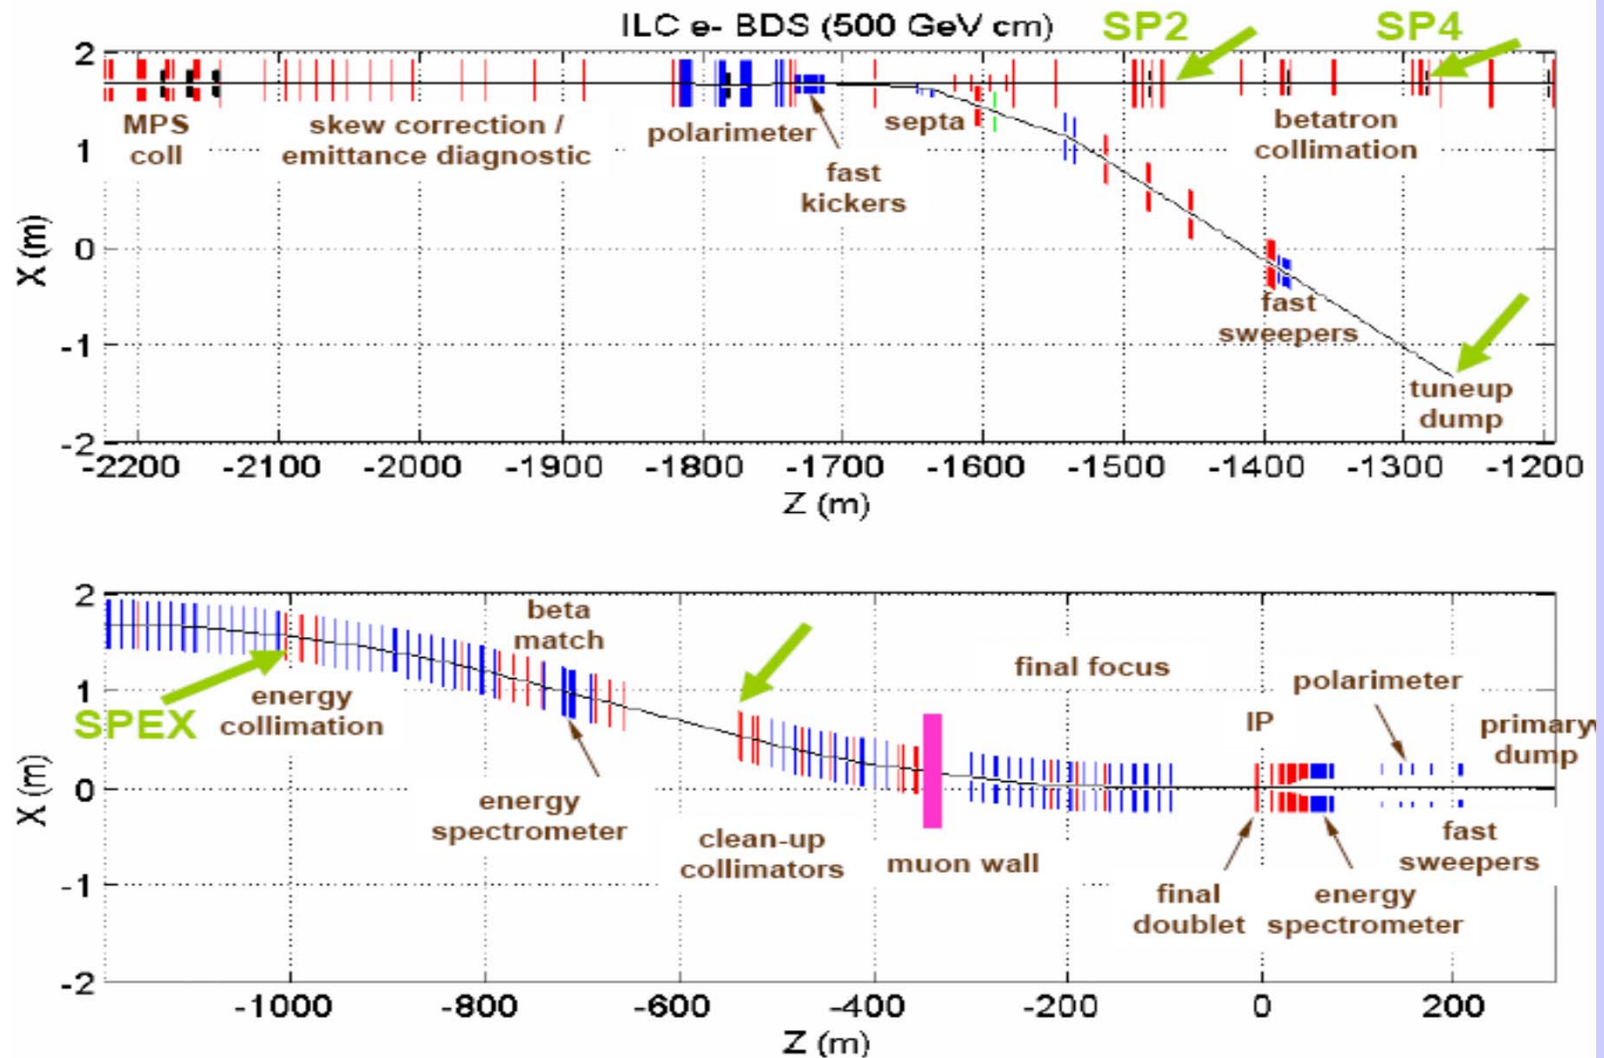 ILC e- BDS (500 GeV cm)
SP2
SP4
2
1
0
-1
-2
X (m)
MPS
coll
skew correction /
emittance diagnostic
polarimeter
fast
kickers
septa
betatron
collimation
fast
sweepers
tuneup
dump
-2200 -2100 -2000 -1900 -1800 -1700 -1600 -1500 -1400 -1300 -1200
Z (m)
2
1
0
-1
-2
X (m)
SPEX
energy
collimation
beta
match
energy
spectrometer
clean-up
collimators
muon wall
final focus
IP
polarimeter
primary
dump
fast
sweepers
final
doublet
energy
spectrometer
-1000 -800 -600 -400 -200 0 200
Z (m)